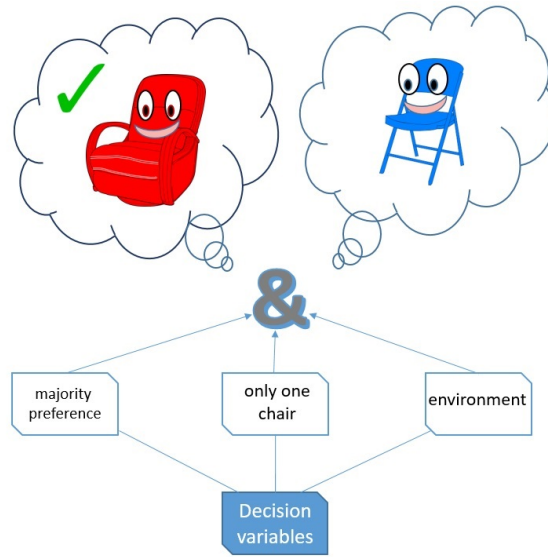 &
majority
preference
only one
chair
environment
Decision
variables